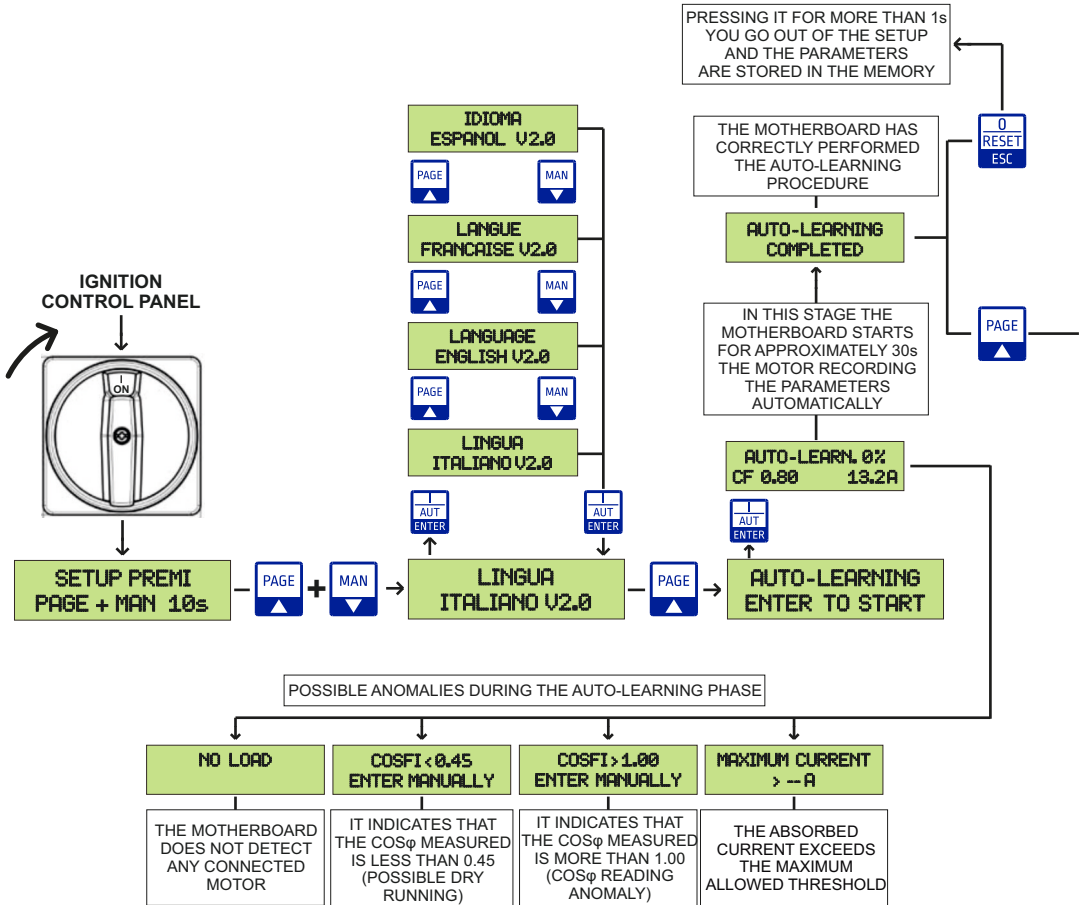 PRESSING IT FOR MORE THAN 1s
YOU GO OUT OF THE SETUP
AND THE PARAMETERS
ARE STORED IN THE MEMORY
0
RESET
ESC
THE MOTHERBOARD HAS
CORRECTLY PERFORMED
THE AUTO-LEARNING
PROCEDURE
AUTO-LEARNING
COMPLETED
PAGE
IN THIS STAGE THE
MOTHERBOARD STARTS
FOR APPROXIMATELY 30s
THE MOTOR RECORDING
THE PARAMETERS
AUTOMATICALLY
AUTO-LEARN. 0%
CF 0.80 13.2A
I
AUT
ENTER
IDIOMA
ESPANOL V2.0
PAGE
MAN
LANGUE
FRANCAISE V2.0
PAGE
MAN
LANGUAGE
ENGLISH V2.0
PAGE
MAN
LINGUA
ITALIANO V2.0
I
AUT
ENTER
I
AUT
ENTER
IGNITION
CONTROL PANEL
I
ON
SETUP PREMI
PAGE + MAN 10s
PAGE
+
MAN
LINGUA
ITALIANO V2.0
PAGE
AUTO-LEARNING
ENTER TO START
POSSIBLE ANOMALIES DURING THE AUTO-LEARNING PHASE
NO LOAD
THE MOTHERBOARD
DOES NOT DETECT
ANY CONNECTED
MOTOR
COSFI < 0.45
ENTER MANUALLY
IT INDICATES THAT
THE COSφ MEASURED
IS LESS THAN 0.45
(POSSIBLE DRY
RUNNING)
COSFI > 1.00
ENTER MANUALLY
IT INDICATES THAT
THE COSφ MEASURED
IS MORE THAN 1.00
(COSφ READING
ANOMALY)
MAXIMUM CURRENT
> -- A
THE ABSORBED
CURRENT EXCEEDS
THE MAXIMUM
ALLOWED THRESHOLD